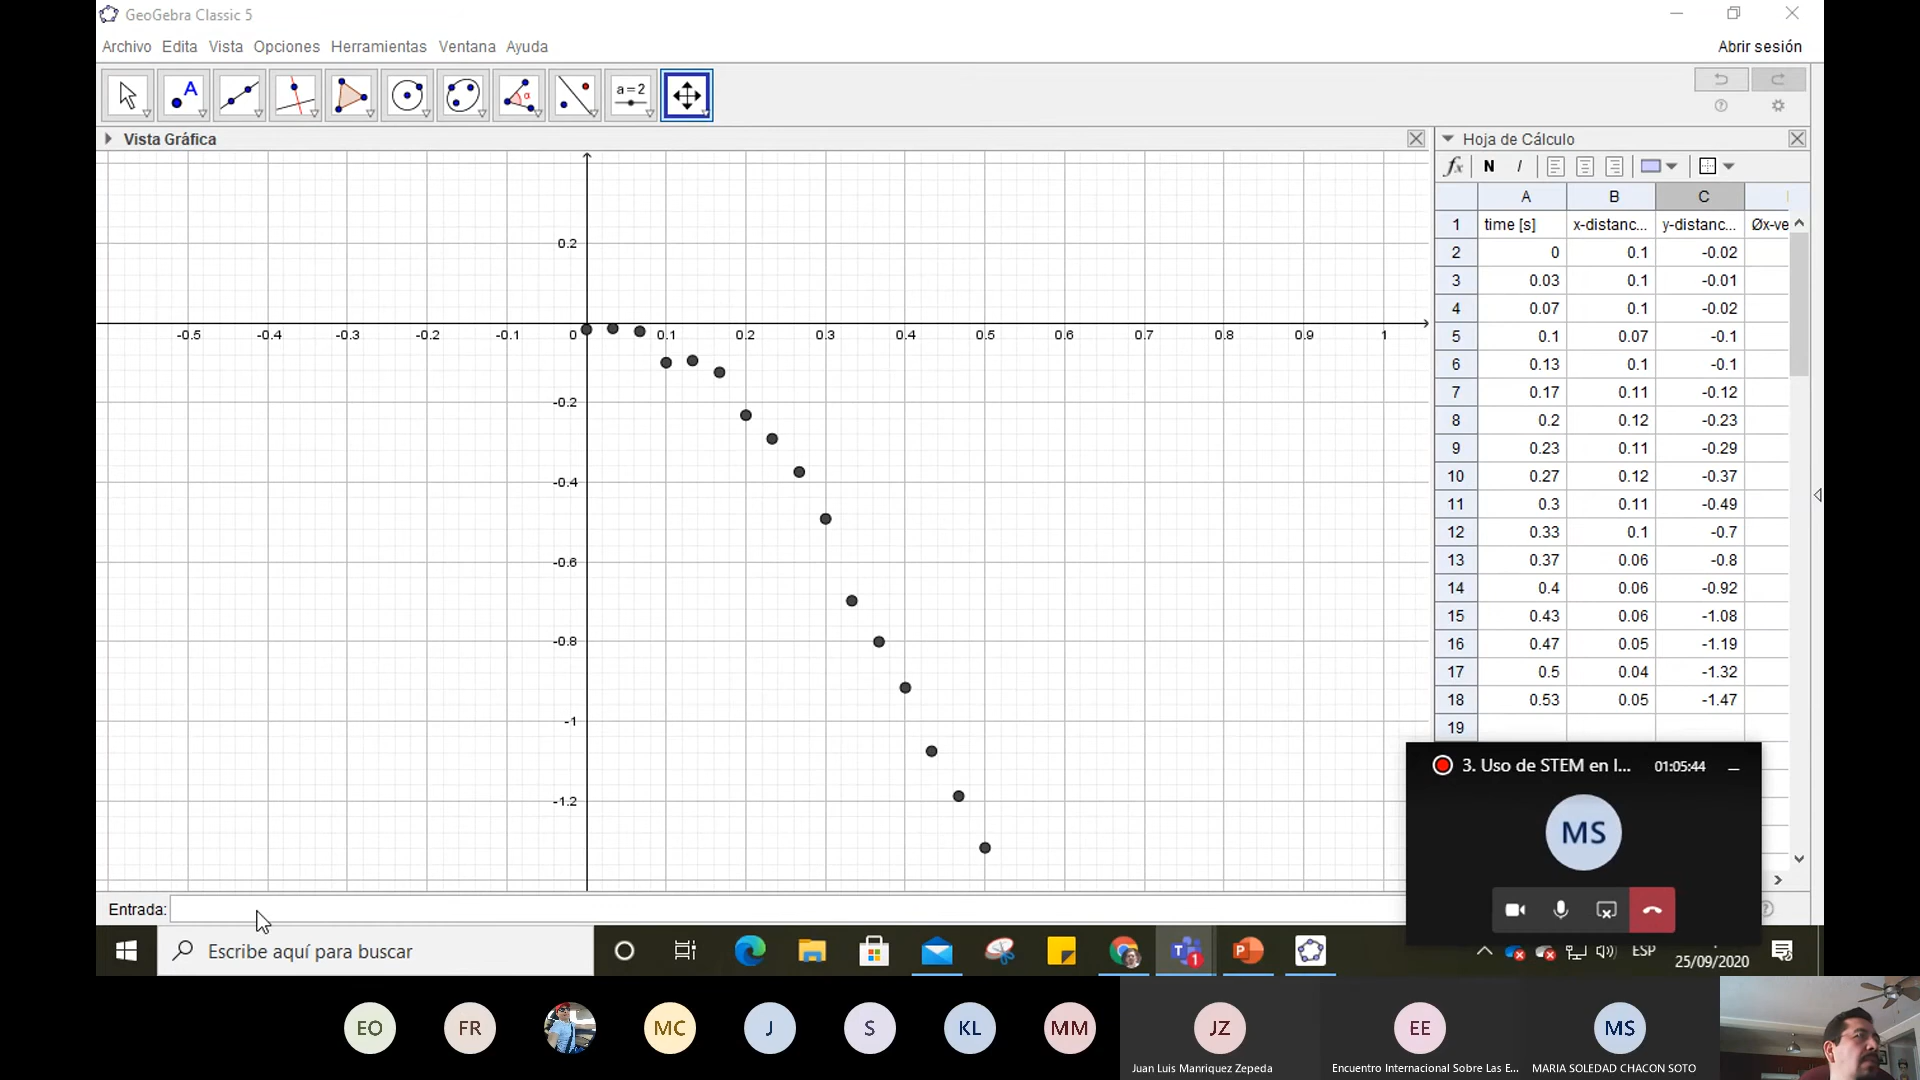 GeoGebra Classic 5
Archivo Edita Vista Opciones Herramientas Ventana Ayuda
Abrir sesión
A
α
a = 2
Vista Gráfica
Hoja de Cálculo
fx N I
A B C
1 time [s] x-distanc... y-distanc... Øx-ve
2 0 0.1 -0.02
3 0.03 0.1 -0.01
4 0.07 0.1 -0.02
5 0.1 0.07 -0.1
6 0.13 0.1 -0.1
7 0.17 0.11 -0.12
8 0.2 0.12 -0.23
9 0.23 0.11 -0.29
10 0.27 0.12 -0.37
11 0.3 0.11 -0.49
12 0.33 0.1 -0.7
13 0.37 0.06 -0.8
14 0.4 0.06 -0.92
15 0.43 0.06 -1.08
16 0.47 0.05 -1.19
17 0.5 0.04 -1.32
18 0.53 0.05 -1.47
19
0.2
-0.5 -0.4 -0.3 -0.2 -0.1 0 0.1 0.2 0.3 0.4 0.5 0.6 0.7 0.8 0.9 1
-0.2
-0.4
-0.6
-0.8
-1
-1.2
3. Uso de STEM en l... 01:05:44
MS
Entrada:
Escribe aquí para buscar
1
ESP
25/09/2020
EO FR MC J S KL MM JZ EE MS
Juan Luis Manriquez Zepeda
Encuentro Internacional Sobre Las E...
MARIA SOLEDAD CHACON SOTO